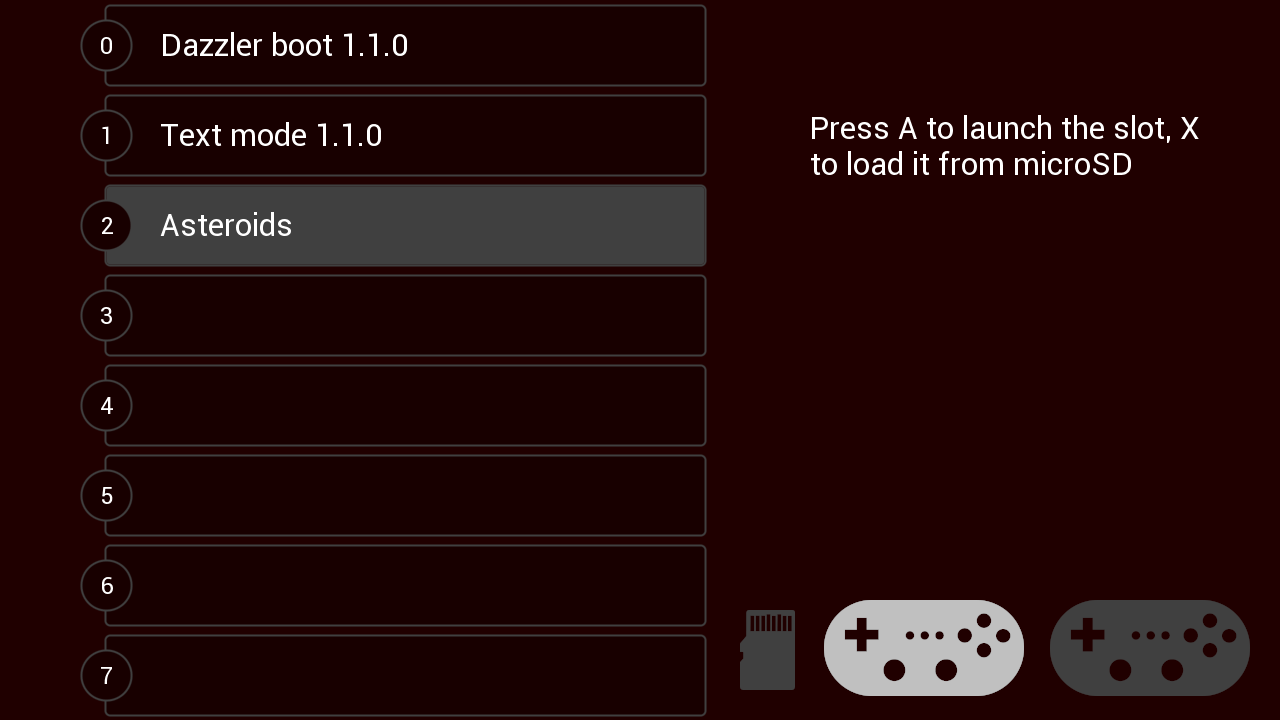 0 Dazzler boot 1.1.0
1 Text mode 1.1.0
2 Asteroids
3
4
5
6
7
Press A to launch the slot, X
to load it from microSD